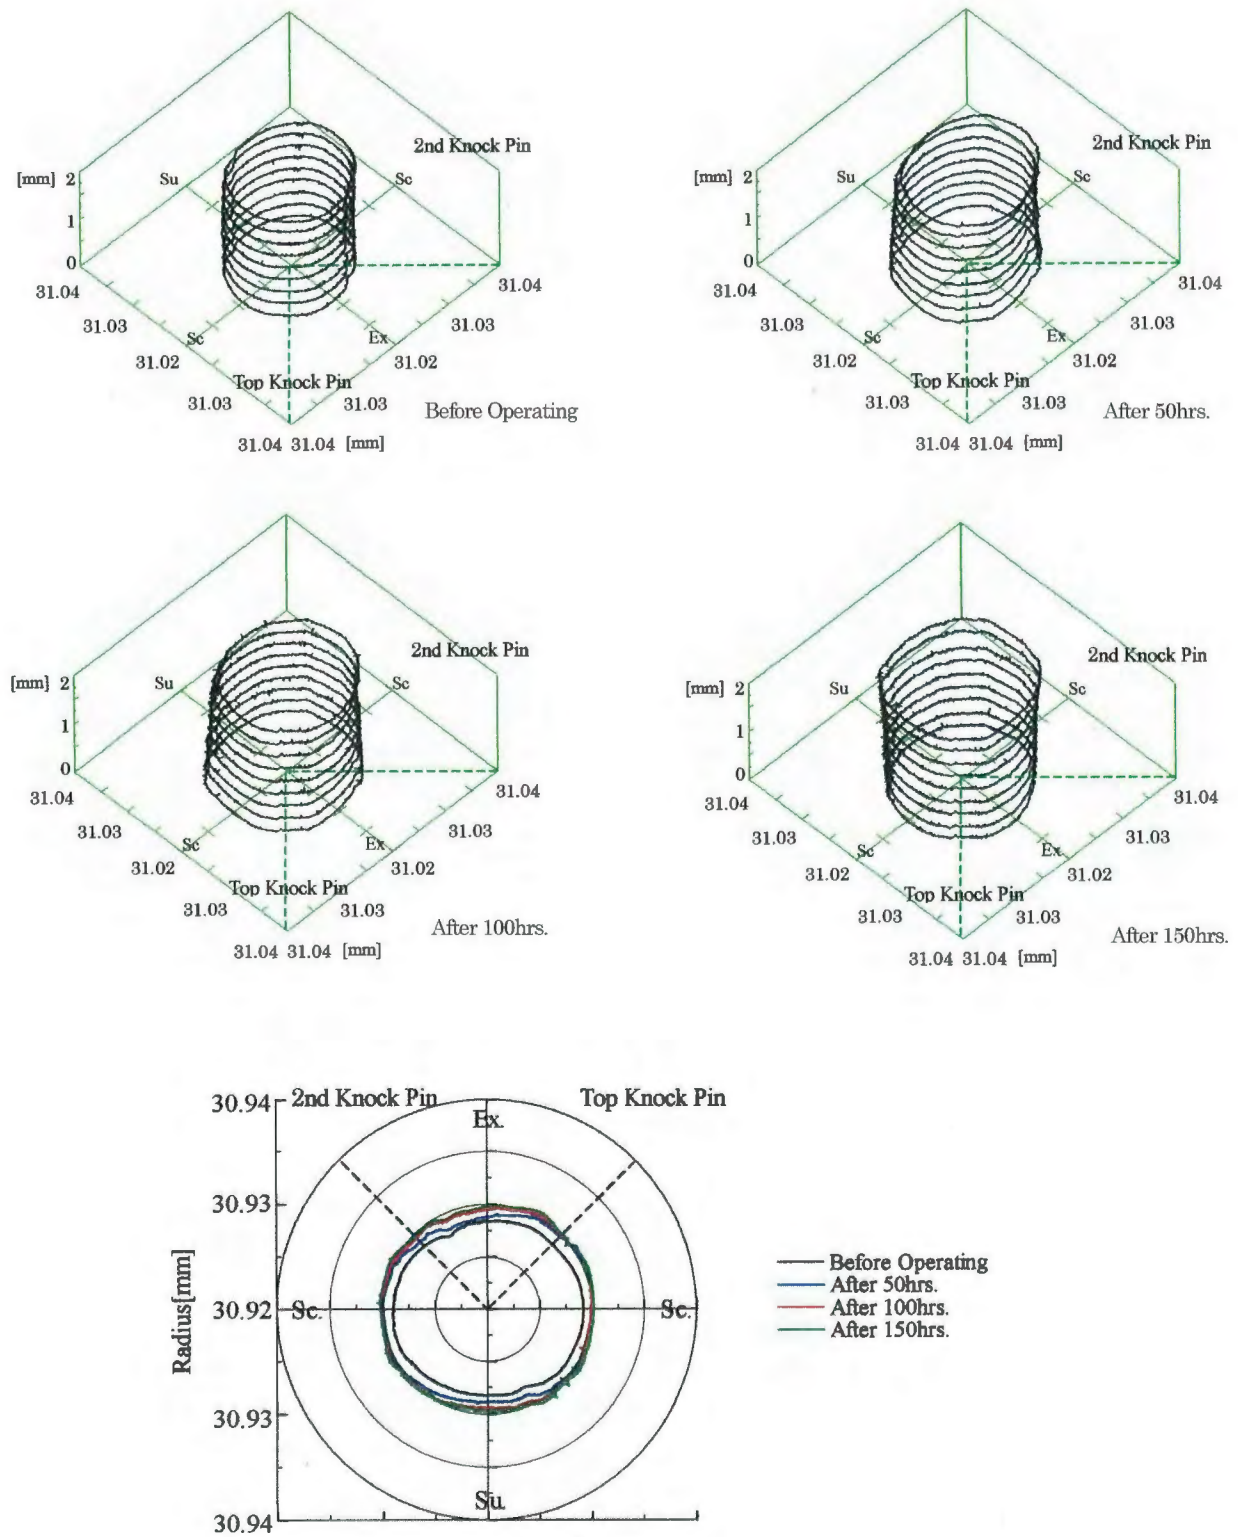 2nd Knock Pin
[mm] 2
Su
Sc
1
0
31.04
31.04
31.03
31.03
Sc
Ex
31.02
31.02
Top Knock Pin
31.03
31.03
Before Operating
31.04 31.04 [mm]
2nd Knock Pin
[mm] 2
Su
Sc
1
0
31.04
31.04
31.03
31.03
Sc
Ex
31.02
31.02
Top Knock Pin
31.03
31.03
After 50hrs.
31.04 31.04 [mm]
2nd Knock Pin
[mm] 2
Su
Sc
1
0
31.04
31.04
31.03
31.03
Sc
Ex
31.02
31.02
Top Knock Pin
31.03
31.03
After 100hrs.
31.04 31.04 [mm]
2nd Knock Pin
[mm] 2
Su
Sc
1
0
31.04
31.04
31.03
31.03
Sc
Ex
31.02
31.02
Top Knock Pin
31.03
31.03
After 150hrs.
31.04 31.04 [mm]
30.94
2nd Knock Pin
Top Knock Pin
Ex.
30.93
Radius[mm]
30.92
Sc.
Sc.
30.93
Su.
30.94
Before Operating
After 50hrs.
After 100hrs.
After 150hrs.